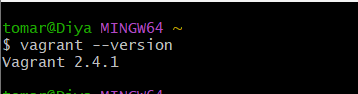 tomar@Diya MINGW64 ~
$ vagrant --version
Vagrant 2.4.1